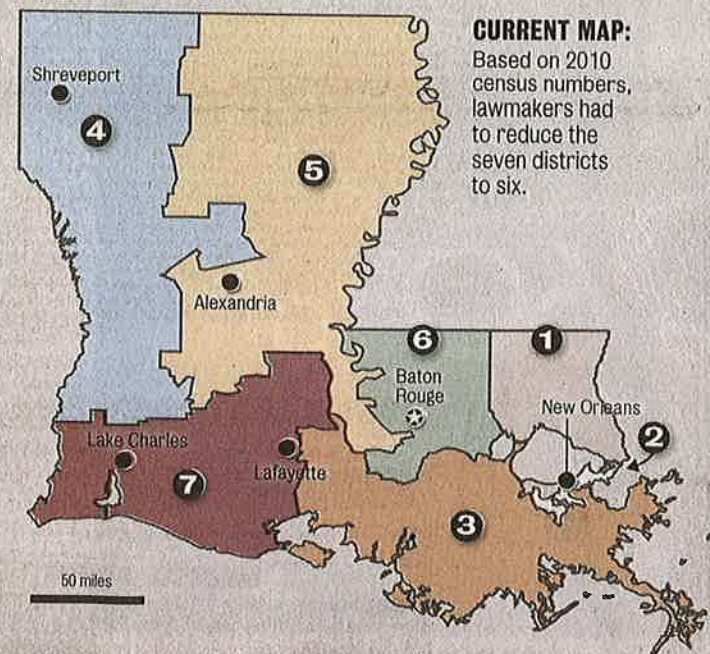 CURRENT MAP:
Based on 2010
census numbers,
lawmakers had
to reduce the
seven districts
to six.
Shreveport
4
5
Alexandria
6
1
Baton
Rouge
New Orleans
2
Lake Charles
Lafayette
7
3
50 miles